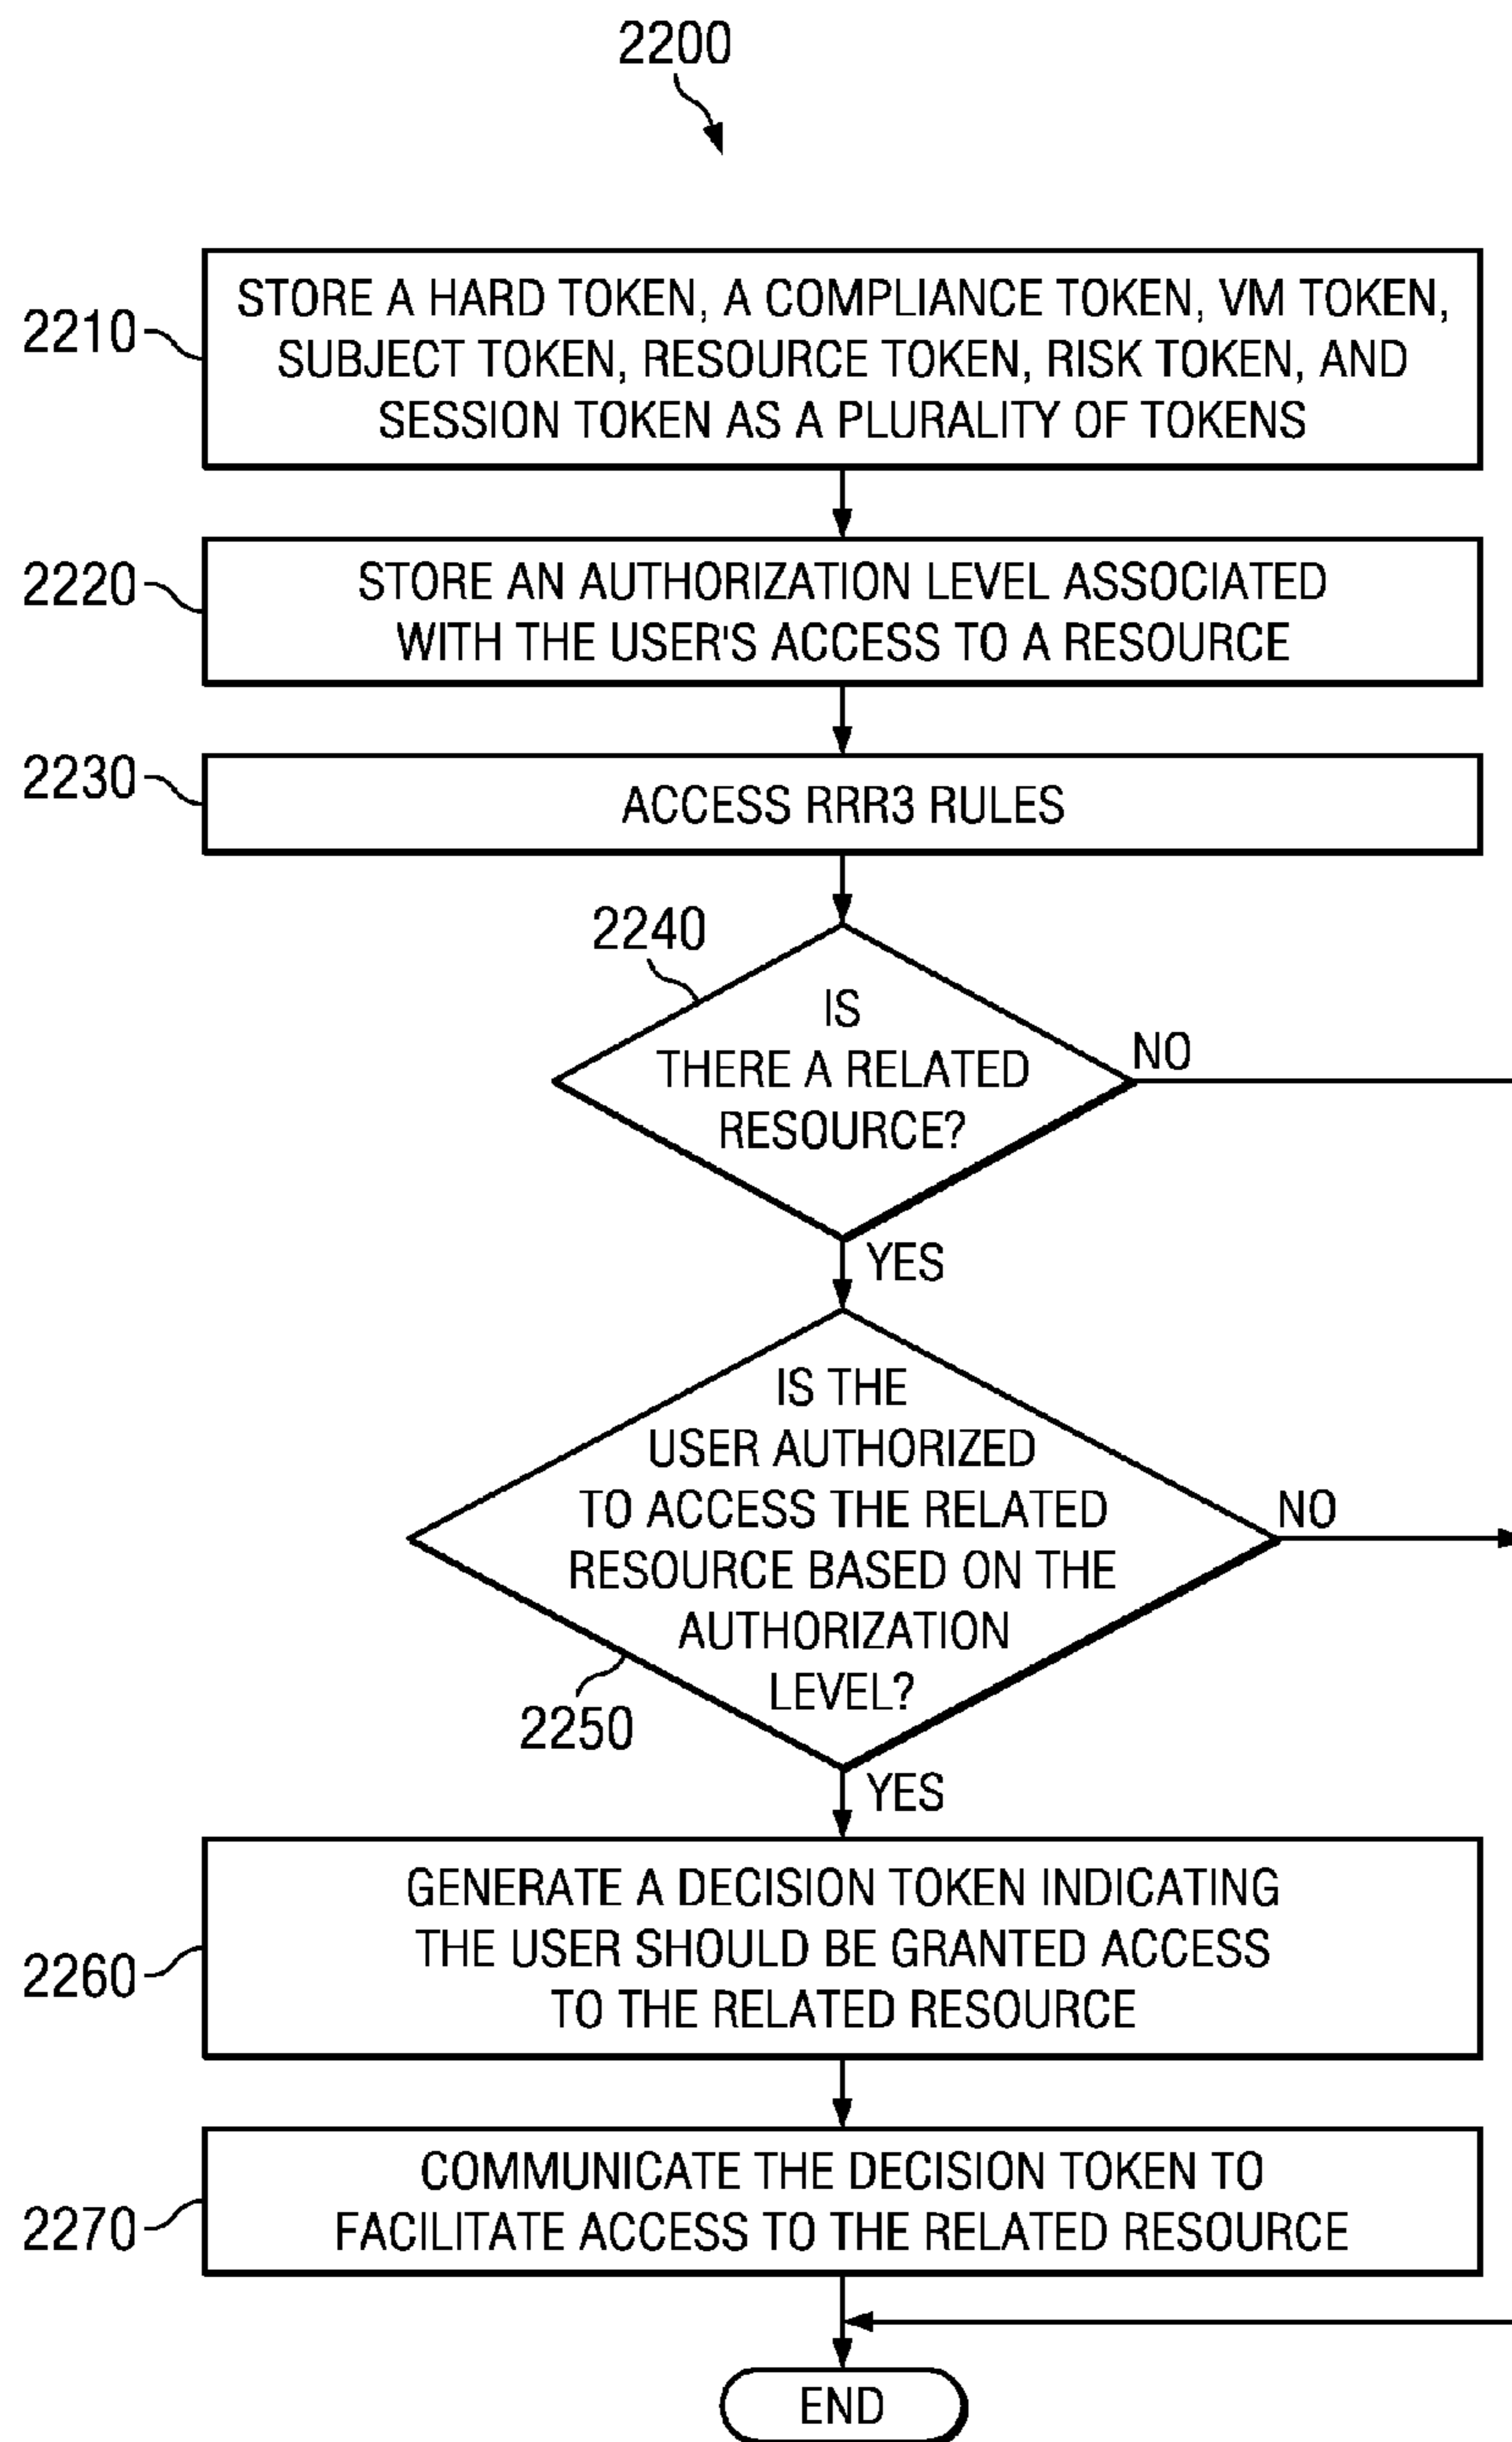 2200
2210
STORE A HARD TOKEN, A COMPLIANCE TOKEN, VM TOKEN,
SUBJECT TOKEN, RESOURCE TOKEN, RISK TOKEN, AND
SESSION TOKEN AS A PLURALITY OF TOKENS
2220
STORE AN AUTHORIZATION LEVEL ASSOCIATED
WITH THE USER'S ACCESS TO A RESOURCE
2230
ACCESS RRR3 RULES
2240
IS
THERE A RELATED
RESOURCE?
NO
YES
IS THE
USER AUTHORIZED
TO ACCESS THE RELATED
RESOURCE BASED ON THE
AUTHORIZATION
LEVEL?
NO
2250
YES
2260
GENERATE A DECISION TOKEN INDICATING
THE USER SHOULD BE GRANTED ACCESS
TO THE RELATED RESOURCE
2270
COMMUNICATE THE DECISION TOKEN TO
FACILITATE ACCESS TO THE RELATED RESOURCE
END